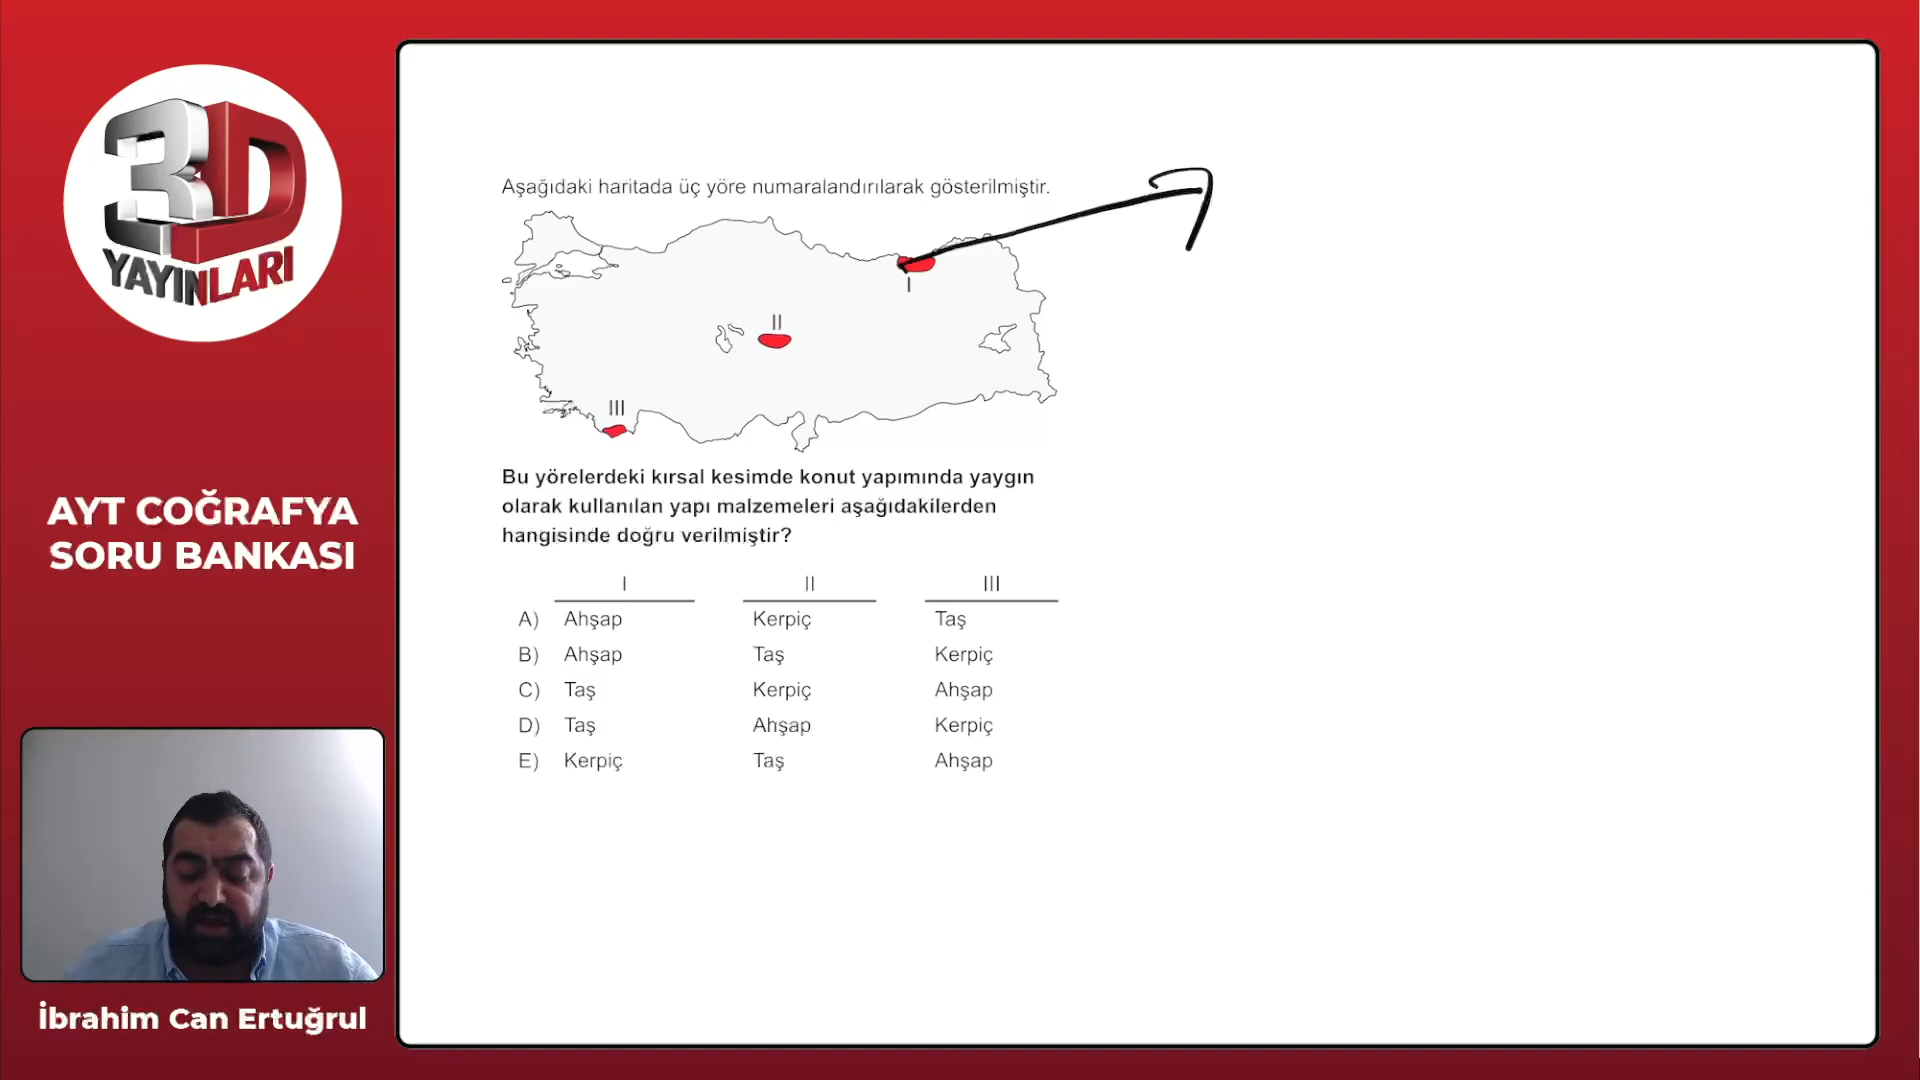 3D
YAYINLARI
AYT COĞRAFYA
SORU BANKASI
İbrahim Can Ertuğrul
Aşağıdaki haritada üç yöre numaralandırılarak gösterilmiştir.
I
II
III
Bu yörelerdeki kırsal kesimde konut yapımında yaygın
olarak kullanılan yapı malzemeleri aşağıdakilerden
hangisinde doğru verilmiştir?
I II III
A) Ahşap Kerpiç Taş
B) Ahşap Taş Kerpiç
C) Taş Kerpiç Ahşap
D) Taş Ahşap Kerpiç
E) Kerpiç Taş Ahşap